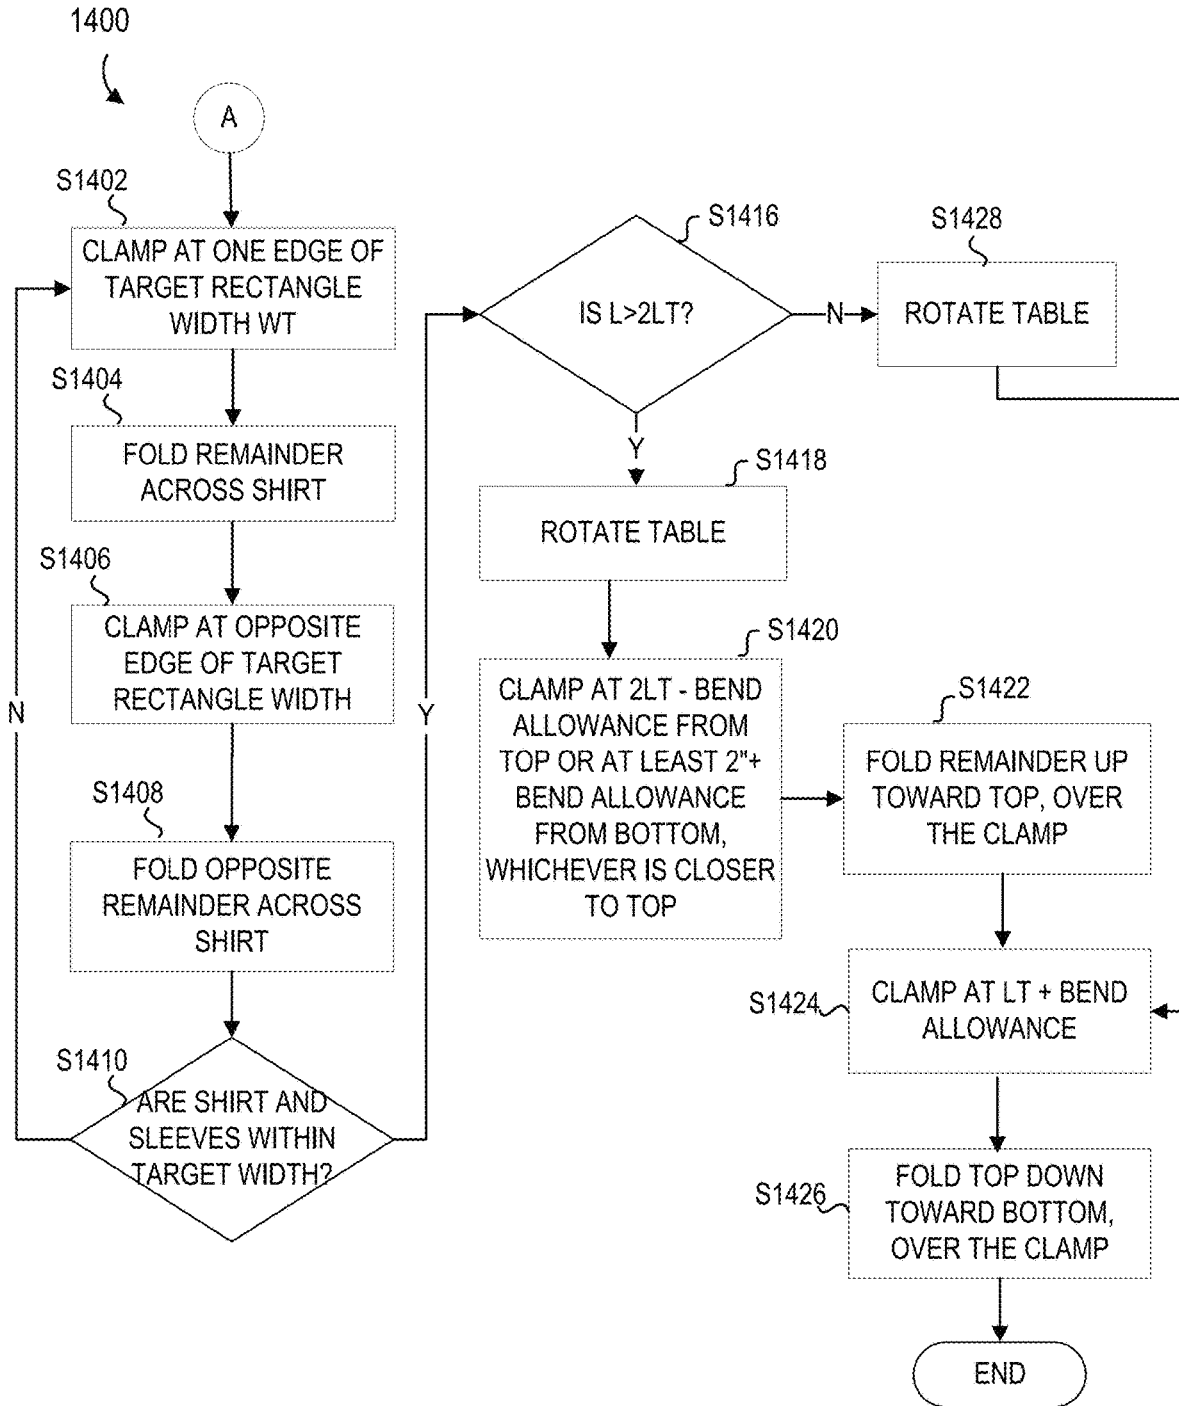 1400
A
S1402
CLAMP AT ONE EDGE OF
TARGET RECTANGLE
WIDTH WT
S1404
FOLD REMAINDER
ACROSS SHIRT
S1406
CLAMP AT OPPOSITE
EDGE OF TARGET
RECTANGLE WIDTH
N
S1408
FOLD OPPOSITE
REMAINDER ACROSS
SHIRT
S1410
ARE SHIRT AND
SLEEVES WITHIN
TARGET WIDTH?
Y
S1416
IS L>2LT?
N
S1428
ROTATE TABLE
Y
S1418
ROTATE TABLE
S1420
CLAMP AT 2LT - BEND
ALLOWANCE FROM
TOP OR AT LEAST 2"+
BEND ALLOWANCE
FROM BOTTOM,
WHICHEVER IS CLOSER
TO TOP
S1422
FOLD REMAINDER UP
TOWARD TOP, OVER
THE CLAMP
S1424
CLAMP AT LT + BEND
ALLOWANCE
S1426
FOLD TOP DOWN
TOWARD BOTTOM,
OVER THE CLAMP
END